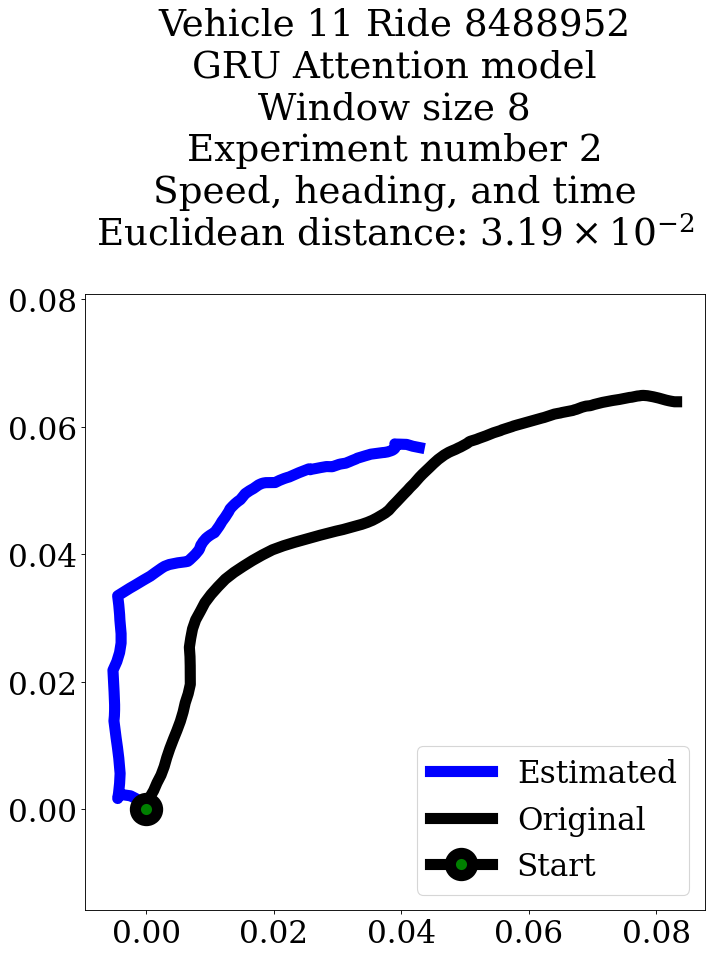 Vehicle 11 Ride 8488952
GRU Attention model
Window size 8
Experiment number 2
Speed, heading, and time
Euclidean distance: 3.19 × 10⁻²
0.08
0.06
0.04
0.02
0.00
Estimated
Original
Start
0.00 0.02 0.04 0.06 0.08